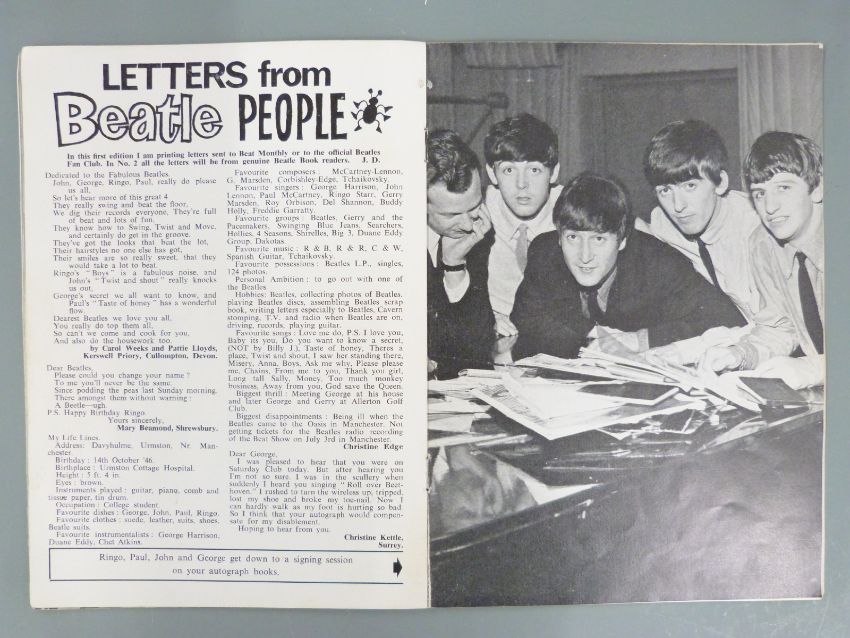 LETTERS from
Beatle PEOPLE
In this first edition I am printing letters sent to Beat Monthly or to the official Beatles
Fan Club. In No. 2 all the letters will be from genuine Beatle Book readers. J. D.
Dedicated to the Fabulous Beatles.
John, George, Ringo, Paul, really do please
us all.
So let's hear more of this great 4
They really swing and beat the floor,
We dig their records everyone, They're full
of beat and lots of fun.
They know how to Swing, Twist and Move,
and certainly do get in the groove.
They've got the looks that beat the lot,
Their hairstyles no one else has got,
Their smiles are so really sweet, that they
would take a lot to beat.
Ringo's "Boys" is a fabulous noise, and
John's "Twist and shout" really knocks
us out,
George's secret we all want to know, and
Paul's "Taste of honey" has a wonderful
flow.
Dearest Beatles we love you all,
You really do top them all,
So can't we come and cook for you,
And also do the housework too.
by Carol Weeks and Pattie Lloyds,
Kerswell Priory, Cullompton, Devon.
Dear Beatles,
Please could you change your name?
To me you'll never be the same.
Since podding the peas last Sunday morning.
There amongst them without warning:
A Beetle—ugh.
P.S. Happy Birthday Ringo.
Yours sincerely,
Mary Beamond, Shrewsbury.
My Life Lines.
Address: Davyhulme, Urmston, Nr. Man-
chester.
Birthday: 14th October '46.
Birthplace: Urmston Cottage Hospital.
Height: 5 ft. 4 in.
Eyes: brown.
Instruments played: guitar, piano, comb and
tissue paper, tin drum.
Occupation: College student.
Favourite dishes: George, John, Paul, Ringo.
Favourite clothes: suede, leather, suits, shoes,
Beatle suits.
Favourite instrumentalists: George Harrison,
Duane Eddy, Chet Atkins.
Favourite composers: McCartney-Lennon,
G. Marsden, Corbishley-Edge, Tchaikovsky.
Favourite singers: George Harrison, John
Lennon, Paul McCartney, Ringo Starr, Gerry
Marsden, Roy Orbison, Del Shannon, Buddy
Holly, Freddie Garratty.
Favourite groups: Beatles, Gerry and the
Pacemakers, Swinging Blue Jeans, Searchers,
Hollies, 4 Seasons, Shirelles, Big 3, Duane Eddy
Group, Dakotas.
Favourite music: R & B, R & R, C & W,
Spanish Guitar, Tchaikovsky.
Favourite possessions: Beatles L.P., singles,
124 photos.
Personal Ambition: to go out with one of
the Beatles
Hobbies: Beatles, collecting photos of Beatles,
playing Beatles discs, assembling Beatles scrap
book, writing letters especially to Beatles, Cavern
stomping, T.V. and radio when Beatles are on,
driving, records, playing guitar.
Favourite songs: Love me do, P.S. I love you,
Baby its you, Do you want to know a secret,
(NOT by Billy J.), Taste of honey, Theres a
place, Twist and shout, I saw her standing there,
Misery, Anna, Boys, Ask me why, Please please
me, Chains, From me to you, Thank you girl,
Long tall Sally, Money, Too much monkey
business, Away from you, God save the Queen.
Biggest thrill: Meeting George at his house
and later George and Gerry at Allerton Golf
Club.
Biggest disappointments: Being ill when the
Beatles came to the Oasis in Manchester. Not
getting tickets for the Beatles radio recording
of the Beat Show on July 3rd in Manchester.
Christine Edge
Dear George,
I was pleased to hear that you were on
Saturday Club today. But after hearing you
I'm not so sure. I was in the scullery when
suddenly I heard you singing "Roll over Beet-
hoven." I rushed to turn the wireless up, tripped,
lost my shoe and broke my toe-nail. Now I
can hardly walk as my foot is hurting so bad.
So I think that your autograph would compen-
sate for my disablement.
Hoping to hear from you.
Christine Kettle,
Surrey.
Ringo, Paul, John and George get down to a signing session
on your autograph books.